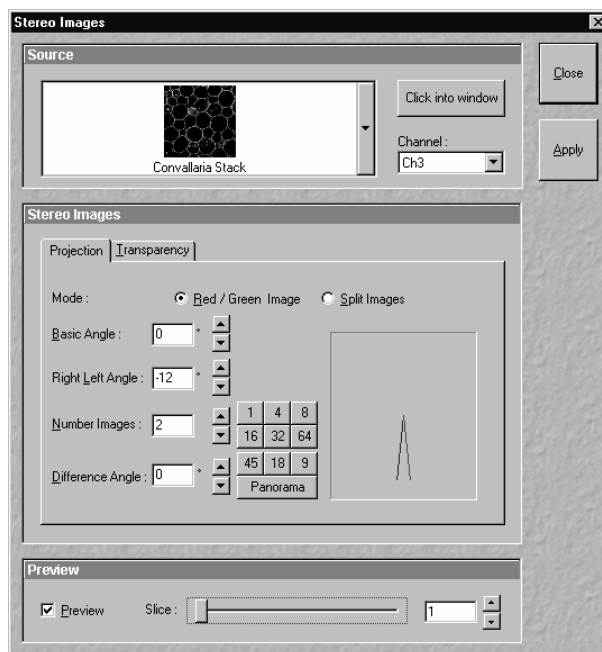 Stereo Images
Source
Close
Click into window
Channel :
Ch3
Convallaria Stack
Apply
Stereo Images
Projection Transparency
Mode : Red / Green Image Split Images
Basic Angle : 0 °
Right Left Angle : -12 °
Number Images : 2
1 4 8
16 32 64
Difference Angle : 0 °
45 18 9
Panorama
Preview
Preview Slice : 1